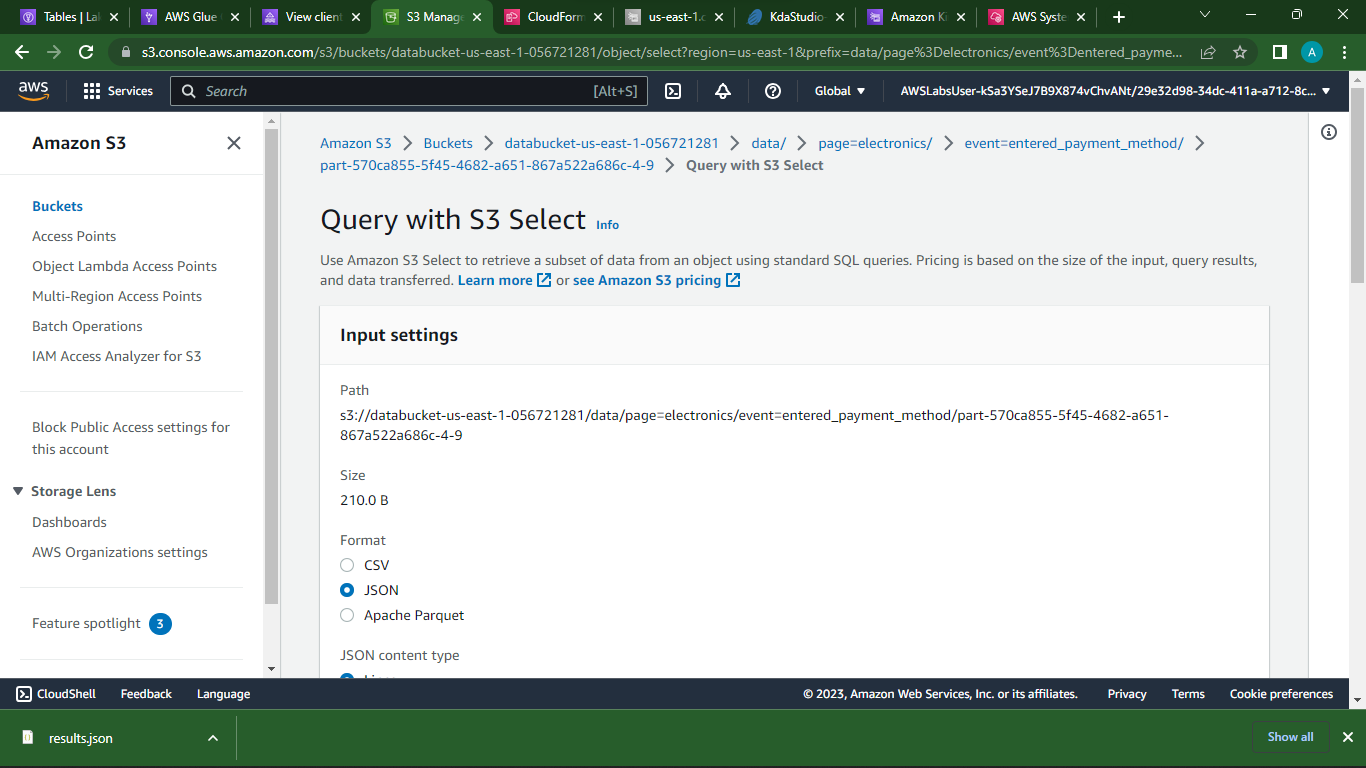 Tables | La
AWS Glue
View client
S3 Manage
CloudForm
us-east-1.c
KdaStudio
Amazon Ki
AWS Syste
s3.console.aws.amazon.com/s3/buckets/databucket-us-east-1-056721281/object/select?region=us-east-1&prefix=data/page%3Delectronics/event%3Dentered_payme...
A
aws
Services
Search
[Alt+S]
Global
AWSLabsUser-kSa3YSeJ7B9X874vChvANt/29e32d98-34dc-411a-a712-8c...
Amazon S3
Buckets
Access Points
Object Lambda Access Points
Multi-Region Access Points
Batch Operations
IAM Access Analyzer for S3
Block Public Access settings for
this account
Storage Lens
Dashboards
AWS Organizations settings
Feature spotlight 3
Amazon S3 > Buckets > databucket-us-east-1-056721281 > data/ > page=electronics/ > event=entered_payment_method/ >
part-570ca855-5f45-4682-a651-867a522a686c-4-9 > Query with S3 Select
Query with S3 Select Info
Use Amazon S3 Select to retrieve a subset of data from an object using standard SQL queries. Pricing is based on the size of the input, query results,
and data transferred. Learn more or see Amazon S3 pricing
Input settings
Path
s3://databucket-us-east-1-056721281/data/page=electronics/event=entered_payment_method/part-570ca855-5f45-4682-a651-
867a522a686c-4-9
Size
210.0 B
Format
CSV
JSON
Apache Parquet
JSON content type
CloudShell
Feedback
Language
© 2023, Amazon Web Services, Inc. or its affiliates.
Privacy
Terms
Cookie preferences
results.json
Show all